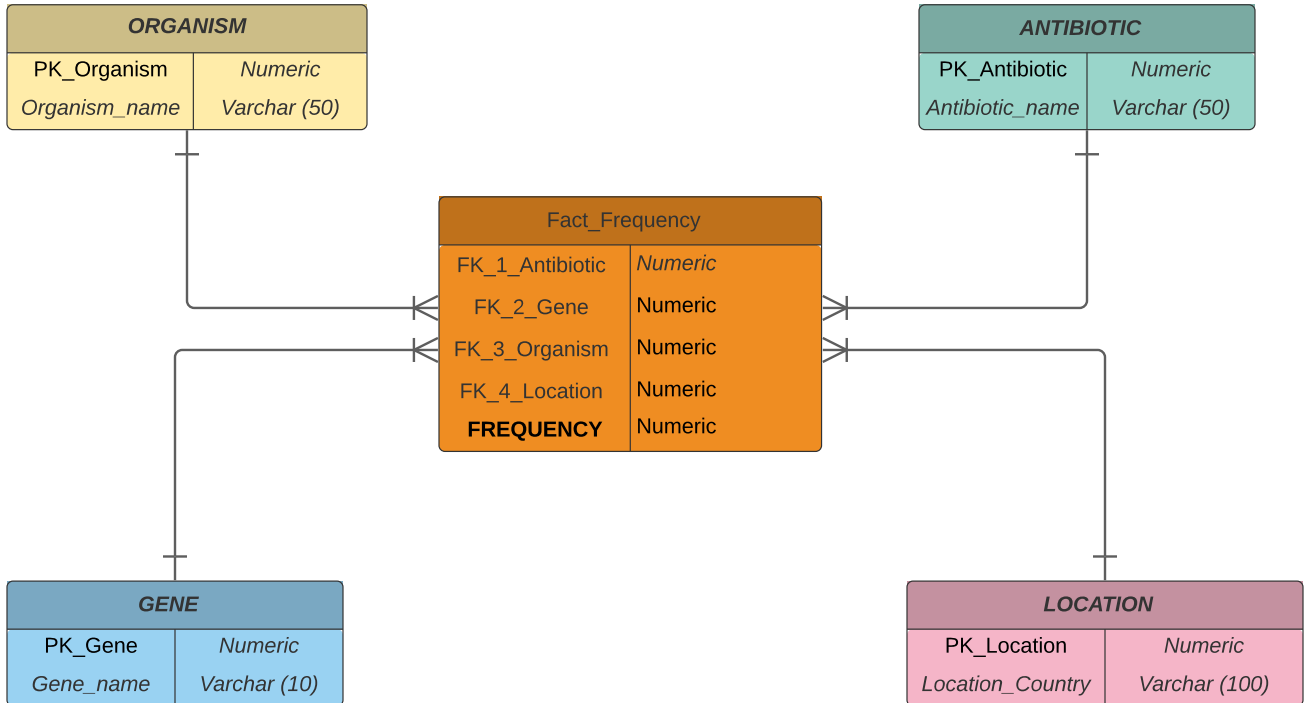 ORGANISM
PK_Organism Numeric
Organism_name Varchar (50)
ANTIBIOTIC
PK_Antibiotic Numeric
Antibiotic_name Varchar (50)
Fact_Frequency
FK_1_Antibiotic Numeric
FK_2_Gene Numeric
FK_3_Organism Numeric
FK_4_Location Numeric
FREQUENCY Numeric
GENE
PK_Gene Numeric
Gene_name Varchar (10)
LOCATION
PK_Location Numeric
Location_Country Varchar (100)